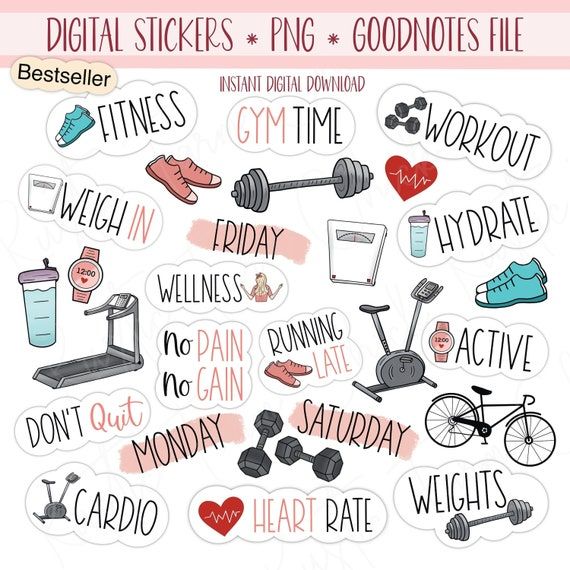 DIGITAL STICKERS * PNG * GOODNOTES FILE
Bestseller
INSTANT DIGITAL DOWNLOAD
FITNESS
GYM TIME
WORKOUT
WEIGH IN
FRIDAY
HYDRATE
12:00
WELLNESS
NO PAIN
NO GAIN
RUNNING
LATE
12:00
ACTIVE
DON'T Quit
MONDAY
SATURDAY
CARDIO
HEART RATE
WEIGHTS